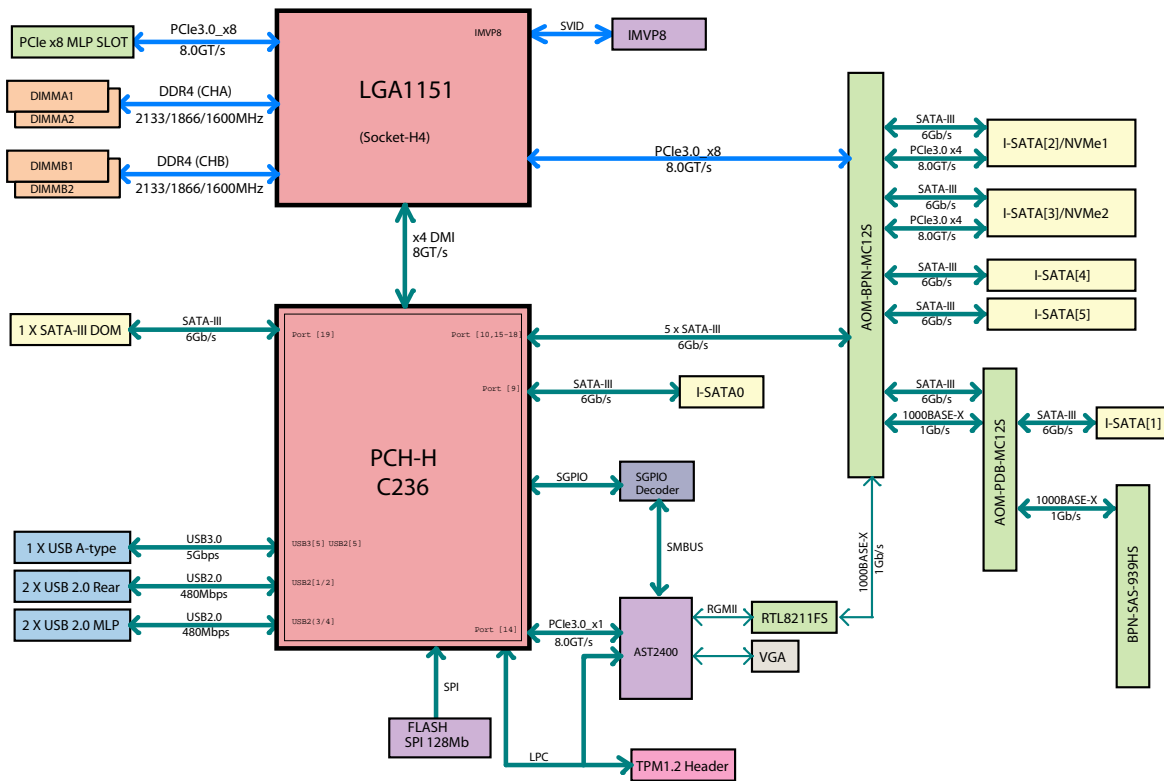 PCIe x8 MLP SLOT
PCIe3.0_x8
8.0GT/s
IMVP8
SVID
IMVP8
LGA1151
(Socket-H4)
DIMMA1
DIMMA2
DDR4 (CHA)
2133/1866/1600MHz
DIMMB1
DIMMB2
DDR4 (CHB)
2133/1866/1600MHz
PCIe3.0_x8
8.0GT/s
AOM-BPN-MC12S
SATA-III
6Gb/s
PCIe3.0 x4
8.0GT/s
I-SATA[2]/NVMe1
SATA-III
6Gb/s
PCIe3.0 x4
8.0GT/s
I-SATA[3]/NVMe2
SATA-III
6Gb/s
I-SATA[4]
SATA-III
6Gb/s
I-SATA[5]
x4 DMI
8GT/s
1 X SATA-III DOM
SATA-III
6Gb/s
Port [19]
Port [10,15-18]
5 x SATA-III
6Gb/s
Port [9]
SATA-III
6Gb/s
I-SATA0
SATA-III
6Gb/s
1000BASE-X
1Gb/s
AOM-PDB-MC12S
SATA-III
6Gb/s
I-SATA[1]
1000BASE-X
1Gb/s
BPN-SAS-939HS
PCH-H
C236
SGPIO
SGPIO
Decoder
SMBUS
1000BASE-X
1Gb/s
1 X USB A-type
USB3.0
5Gbps
USB3[5] USB2[5]
2 X USB 2.0 Rear
USB2.0
480Mbps
USB2[1/2]
2 X USB 2.0 MLP
USB2.0
480Mbps
USB2(3/4]
Port [14]
PCIe3.0_x1
8.0GT/s
AST2400
RGMII
RTL8211FS
VGA
SPI
FLASH
SPI 128Mb
LPC
TPM1.2 Header